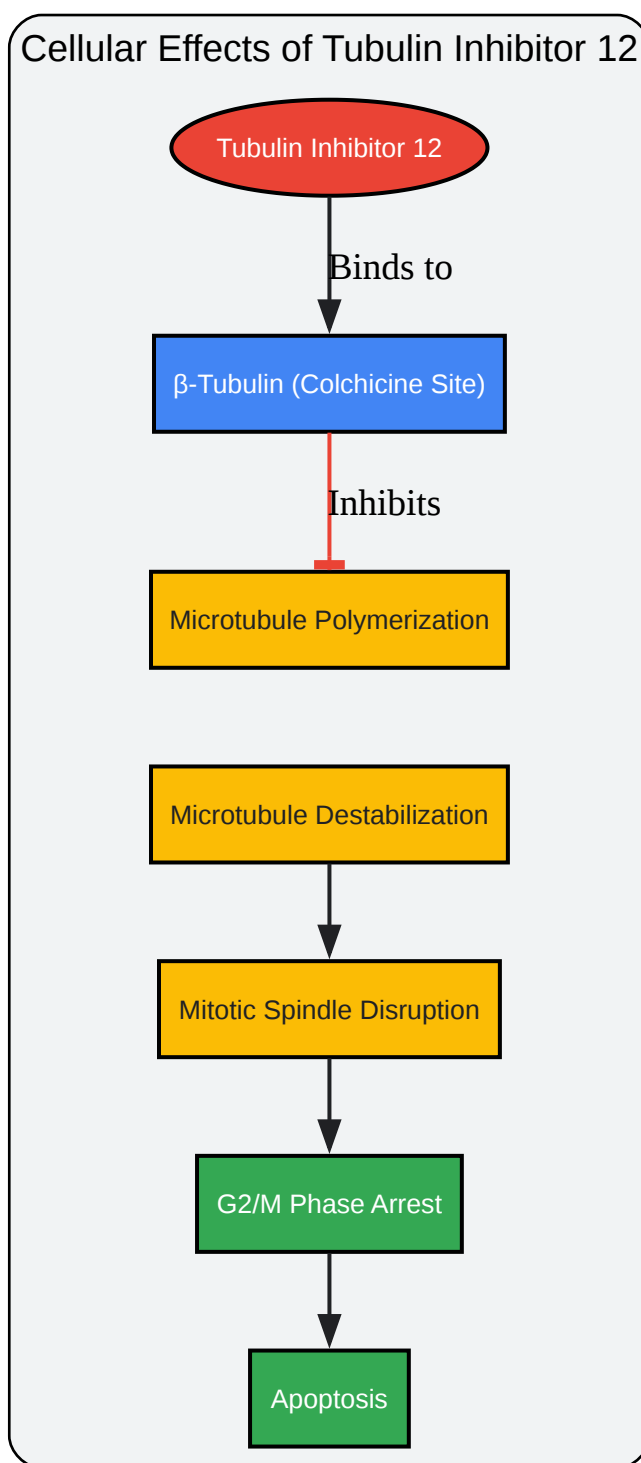 Cellular Effects of Tubulin Inhibitor 12
Tubulin Inhibitor 12
Binds to
β-Tubulin (Colchicine Site)
Inhibits
Microtubule Polymerization
Microtubule Destabilization
Mitotic Spindle Disruption
G2/M Phase Arrest
Apoptosis